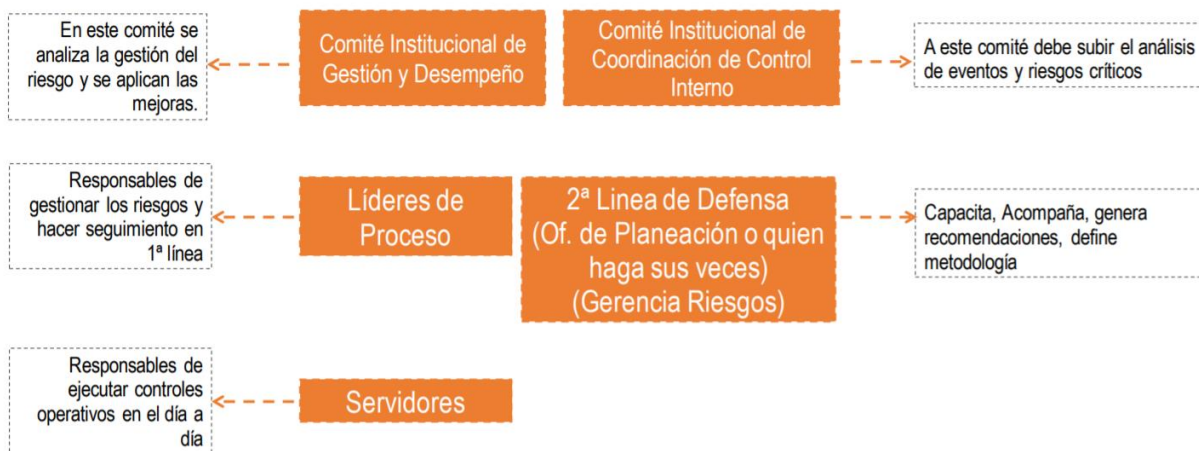 En este comité se
analiza la gestión del
riesgo y se aplican las
mejoras.
Comité Institucional de
Gestión y Desempeño
Comité Institucional de
Coordinación de Control
Interno
A este comité debe subir el análisis
de eventos y riesgos críticos
Responsables de
gestionar los riesgos y
hacer seguimiento en
1ª línea
Líderes de
Proceso
2ª Linea de Defensa
(Of. de Planeación o quien
haga sus veces)
(Gerencia Riesgos)
Capacita, Acompaña, genera
recomendaciones, define
metodología
Responsables de
ejecutar controles
operativos en el día a
día
Servidores